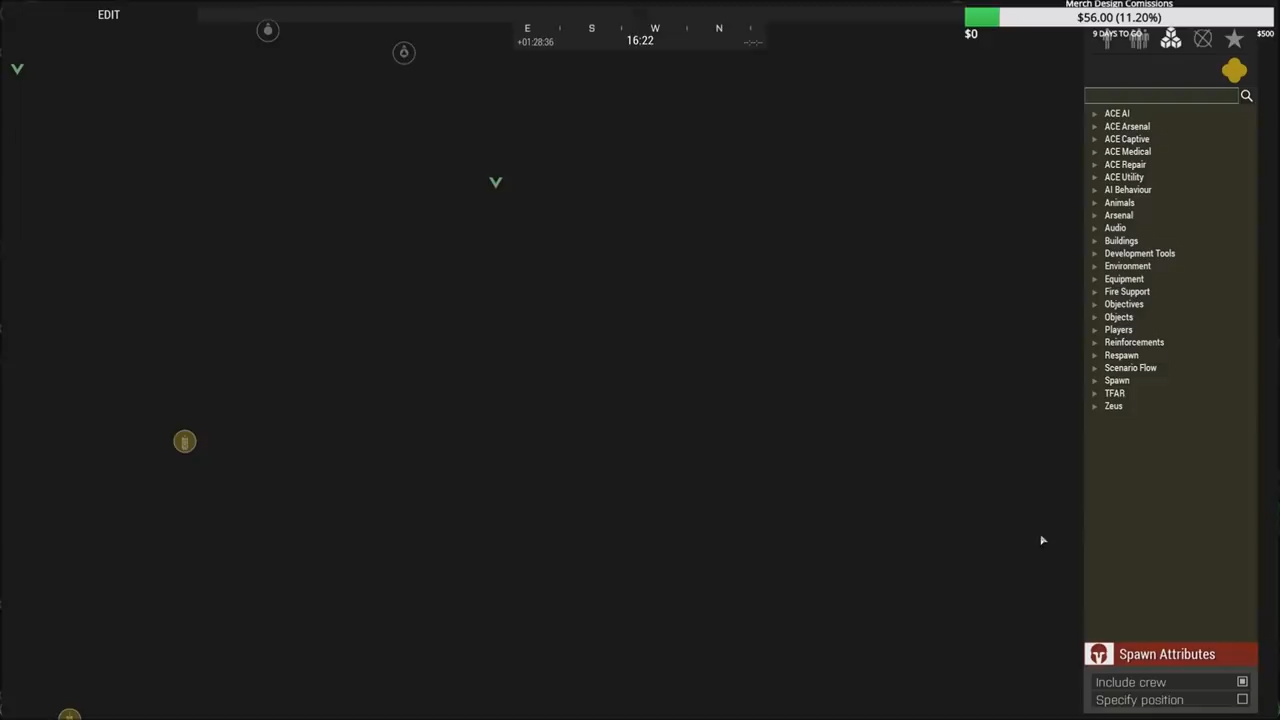 Merch Design Comissions
$56.00 (11.20%)
$0
9 DAYS TO GO
$500
EDIT
E S W N
+01:28:36
16:22
--:--
ACE AI
ACE Arsenal
ACE Captive
ACE Medical
ACE Repair
ACE Utility
AI Behaviour
Animals
Arsenal
Audio
Buildings
Development Tools
Environment
Equipment
Fire Support
Objectives
Objects
Players
Reinforcements
Respawn
Scenario Flow
Spawn
TFAR
Zeus
Spawn Attributes
Include crew
Specify position